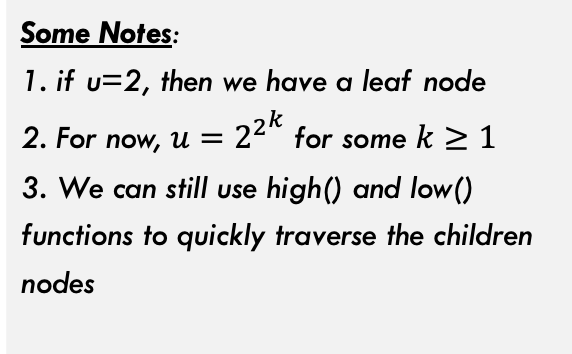 Some Notes:
1. if u=2, then we have a leaf node
2. For now, u = 2^{2^k} for some k ≥ 1
3. We can still use high() and low()
functions to quickly traverse the children
nodes